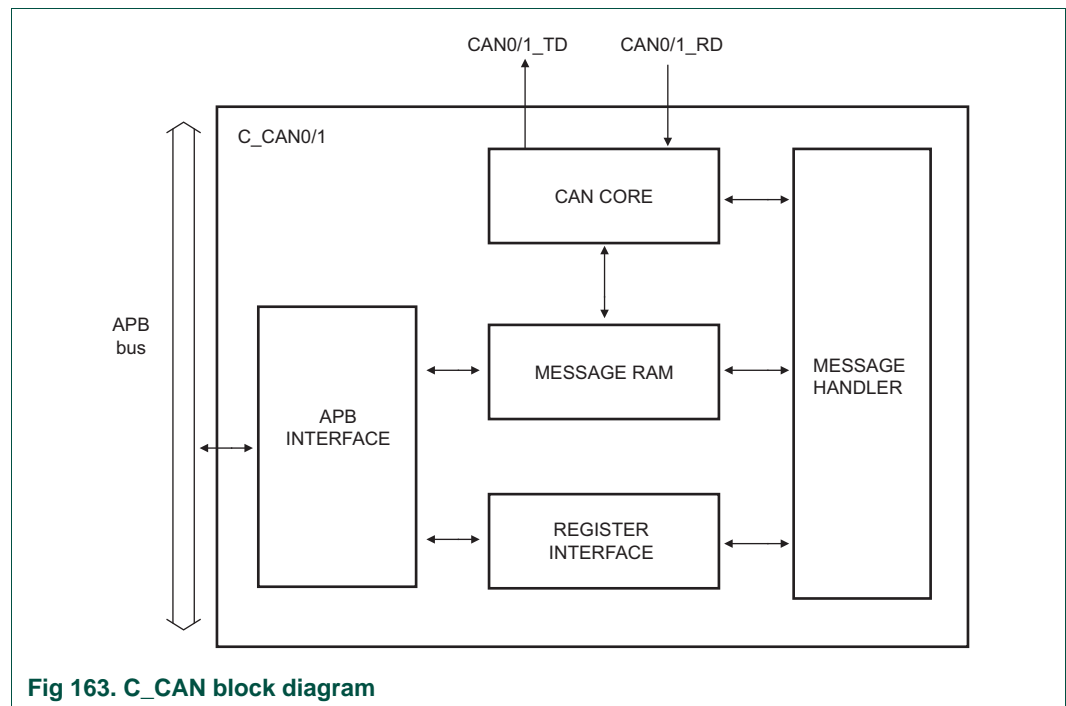 CAN0/1_TD
CAN0/1_RD
C_CAN0/1
CAN CORE
APB
bus
MESSAGE RAM
MESSAGE
HANDLER
APB
INTERFACE
REGISTER
INTERFACE
Fig 163. C_CAN block diagram